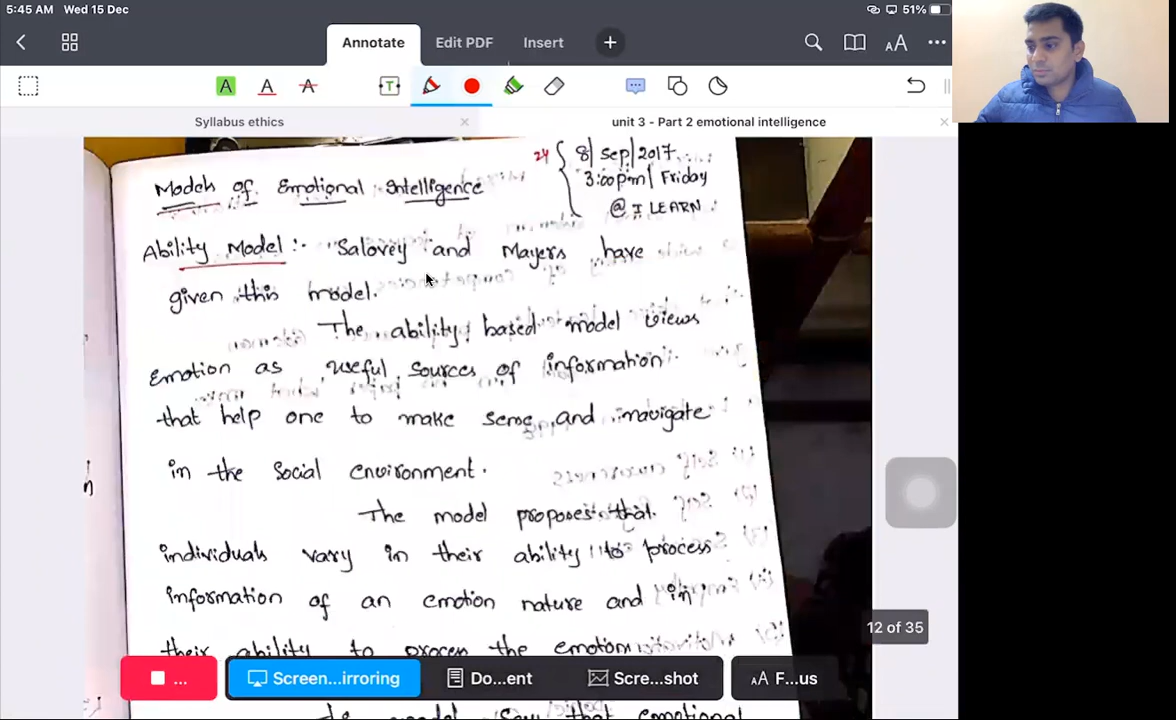 5:45 AM Wed 15 Dec
51%
Annotate
Edit PDF
Insert
Syllabus ethics
unit 3 - Part 2 emotional intelligence
24
8/ Sep/2017
3:00pm/ Friday
@ I LEARN
Models of Emotional Intelligence
Ability Model :- Salovey and Mayers have
given this model.
The ability based model views
Emotion as useful sources of information
that help one to make sense and navigate
in the Social environment.
The model proposes that
individuals vary in their ability to process
information of an emotion nature and in
their ability to process the emotion
12 of 35
...
Screen....irroring
Do....ent
Scre...shot
AA F...us
model say that emotional